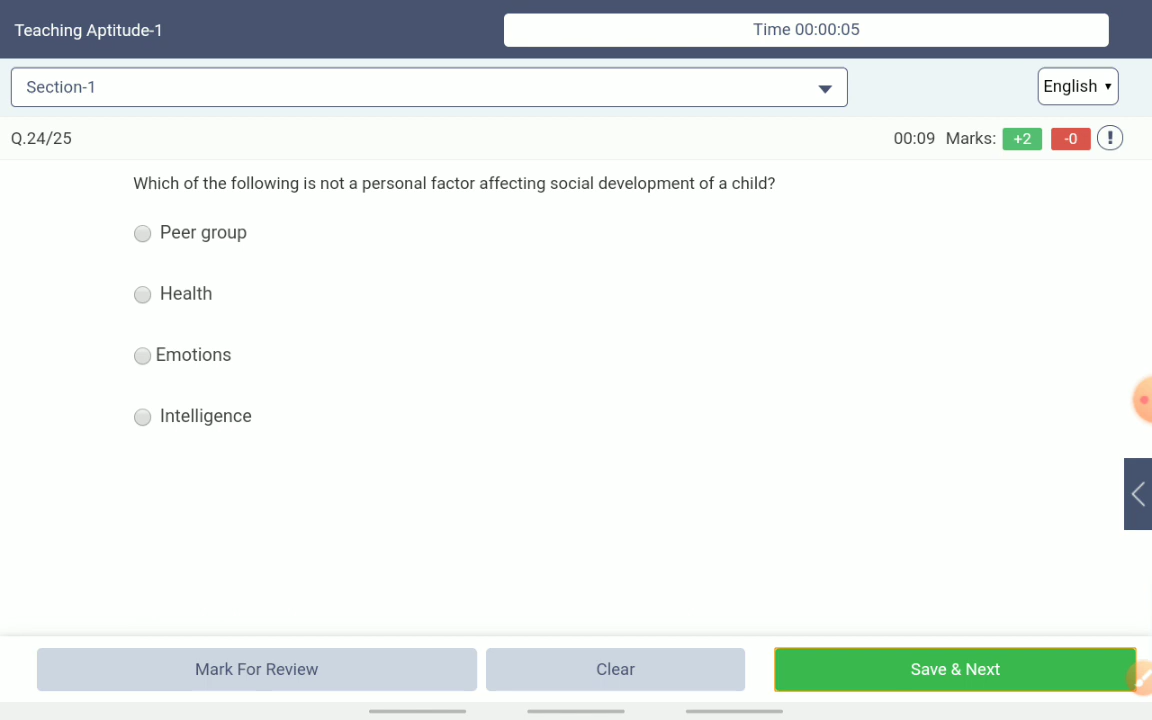 Teaching Aptitude-1
Time 00:00:05
Section-1
English
Q.24/25
00:09 Marks: +2 -0 !
Which of the following is not a personal factor affecting social development of a child?
Peer group
Health
Emotions
Intelligence
Mark For Review
Clear
Save & Next